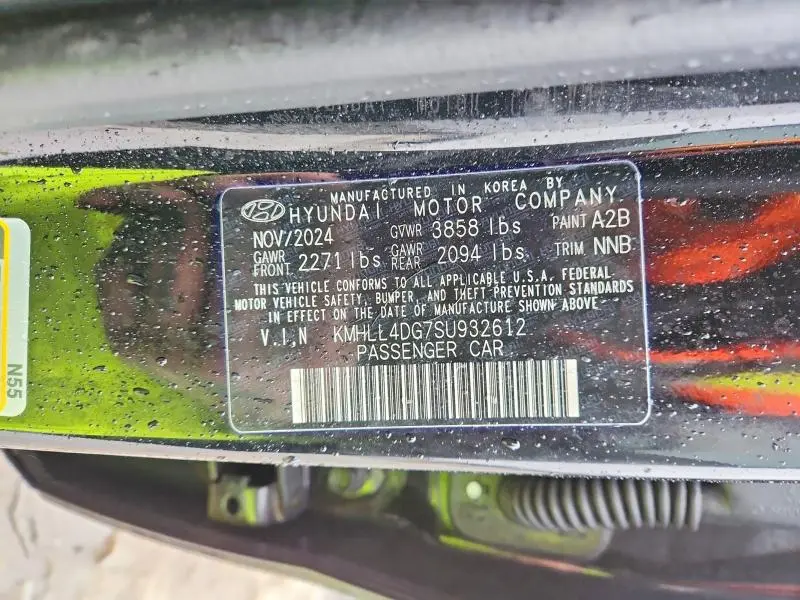 MANUFACTURED IN KOREA BY
HYUNDAI MOTOR COMPANY
NOV/2024 GVWR 3858 lbs PAINT A2B
GAWR FRONT 2271 lbs GAWR REAR 2094 lbs TRIM NNB
THIS VEHICLE CONFORMS TO ALL APPLICABLE U.S.A. FEDERAL
MOTOR VEHICLE SAFETY, BUMPER, AND THEFT PREVENTION STANDARDS
IN EFFECT ON THE DATE OF MANUFACTURE SHOWN ABOVE
V.I.N KMHLL4DG7SU932612
PASSENGER CAR
N55